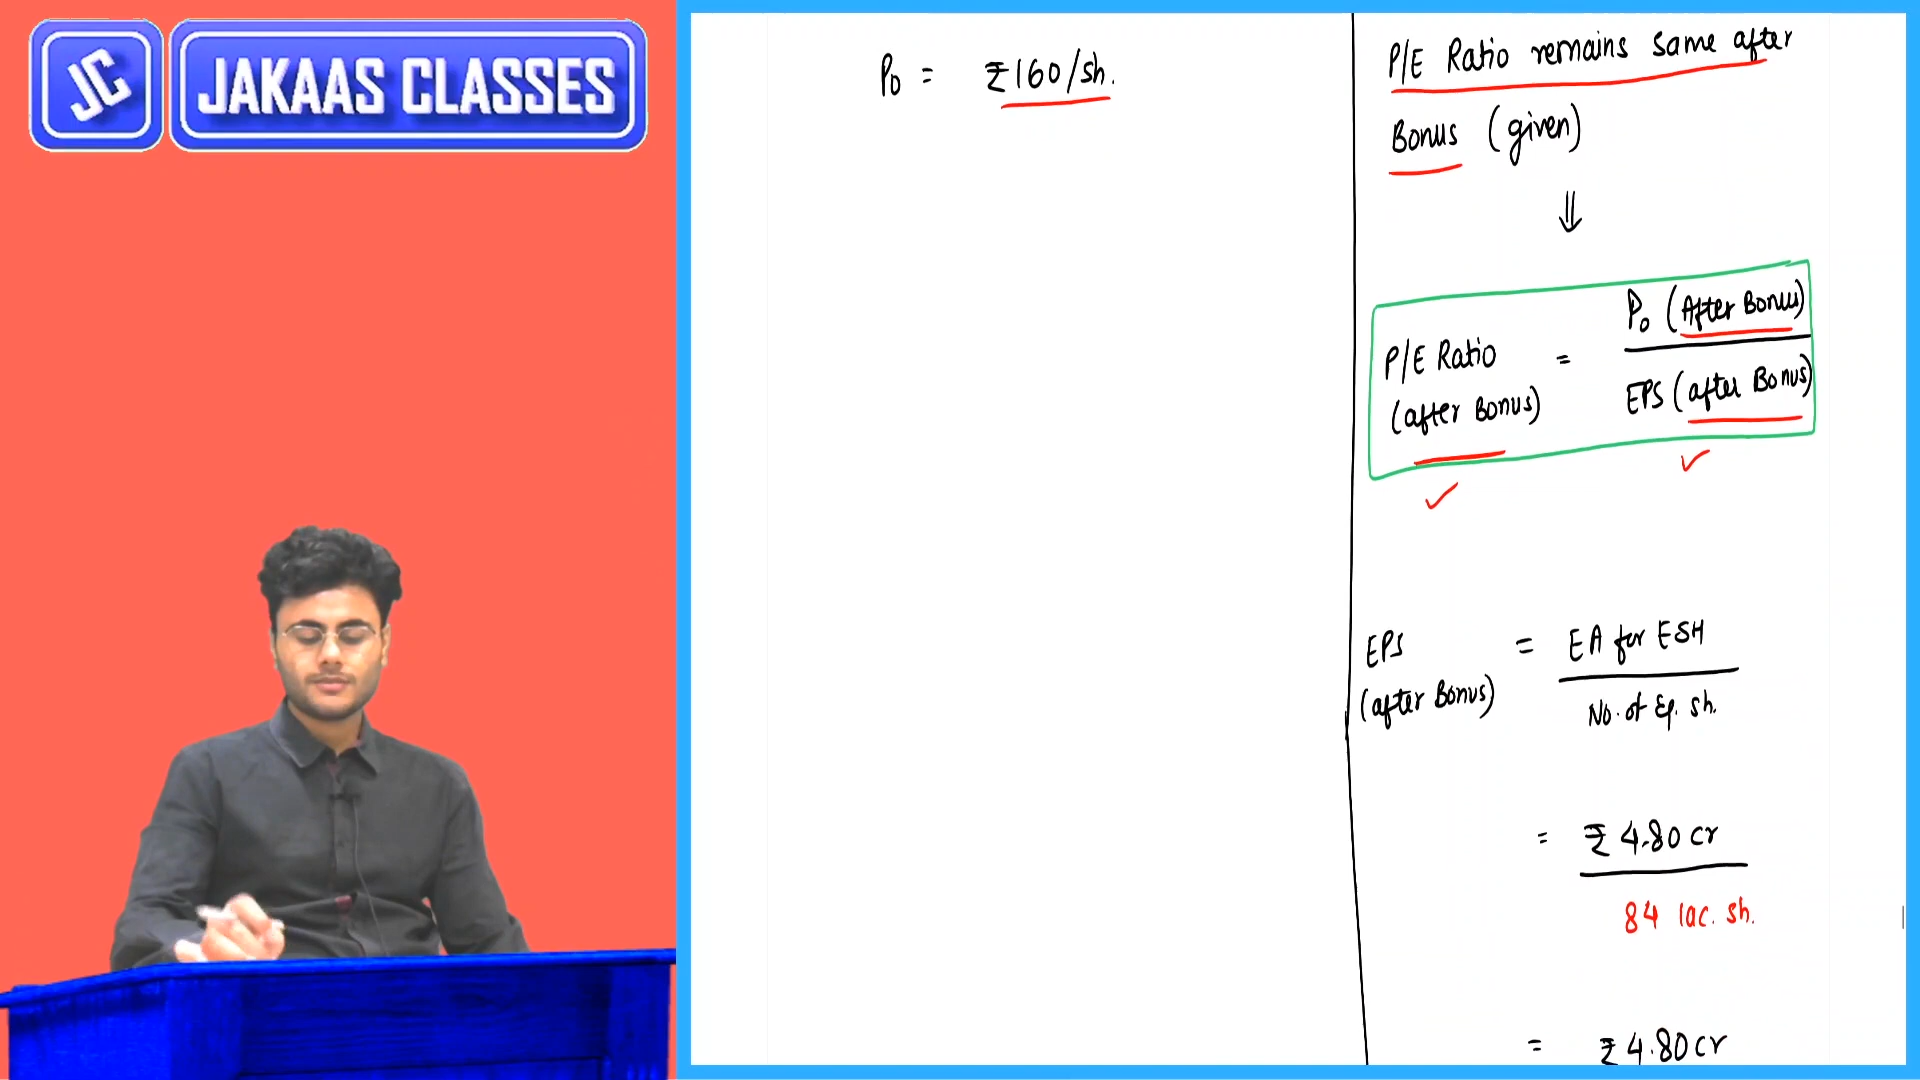 JC
JAKAAS CLASSES
P0 = ₹160/sh.
P/E Ratio remains same after
Bonus (given)
⇓
P/E Ratio (after Bonus) = P0 (After Bonus) / EPS (after Bonus)
✓ ✓
EPS (after Bonus) = EA for ESH / No. of Eq. sh.
= ₹4.80 cr / 84 lac. sh.
= ₹4.80 cr